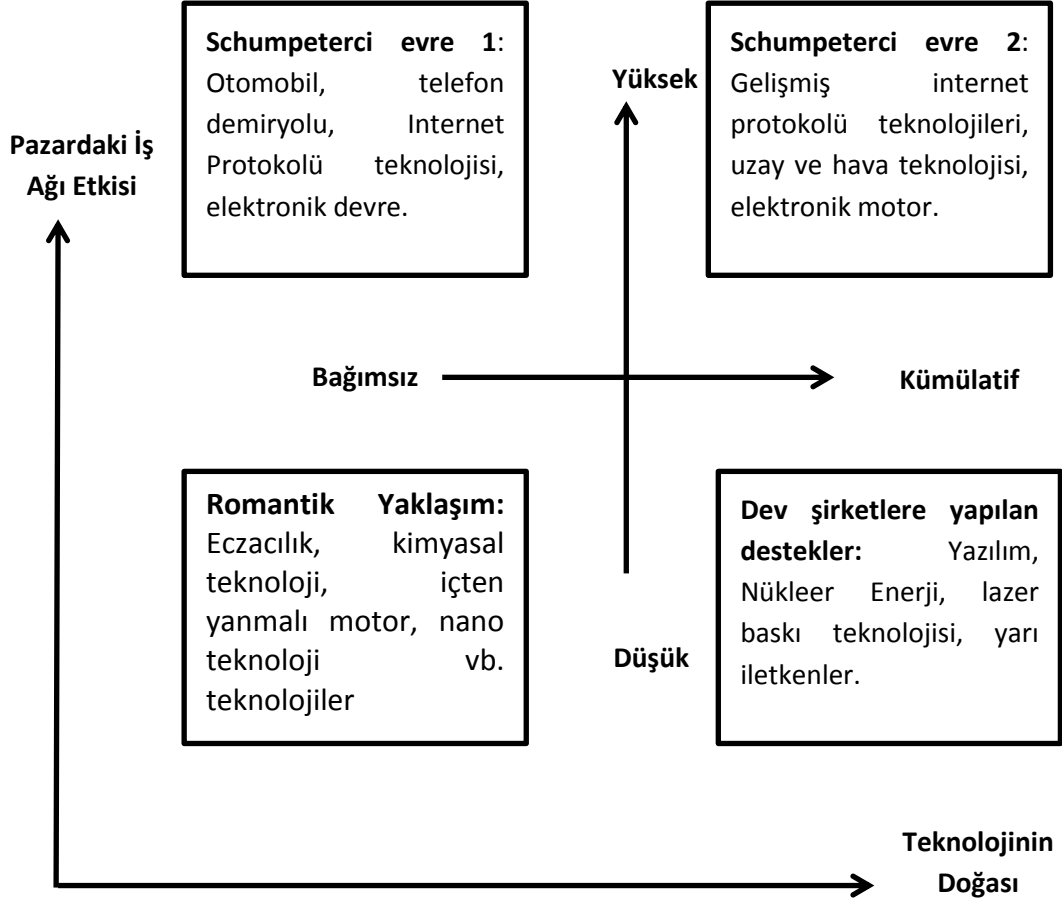 Schumpeterci evre 1:
Otomobil, telefon
demiryolu, Internet
Protokolü teknolojisi,
elektronik devre.
Yüksek
Schumpeterci evre 2:
Gelişmiş internet
protokolü teknolojileri,
uzay ve hava teknolojisi,
elektronik motor.
Pazardaki İş
Ağı Etkisi
Bağımsız
Kümülatif
Romantik Yaklaşım:
Eczacılık, kimyasal
teknoloji, içten
yanmalı motor, nano
teknoloji vb.
teknolojiler
Düşük
Dev şirketlere yapılan
destekler: Yazılım,
Nükleer Enerji, lazer
baskı teknolojisi, yarı
iletkenler.
Teknolojinin
Doğası